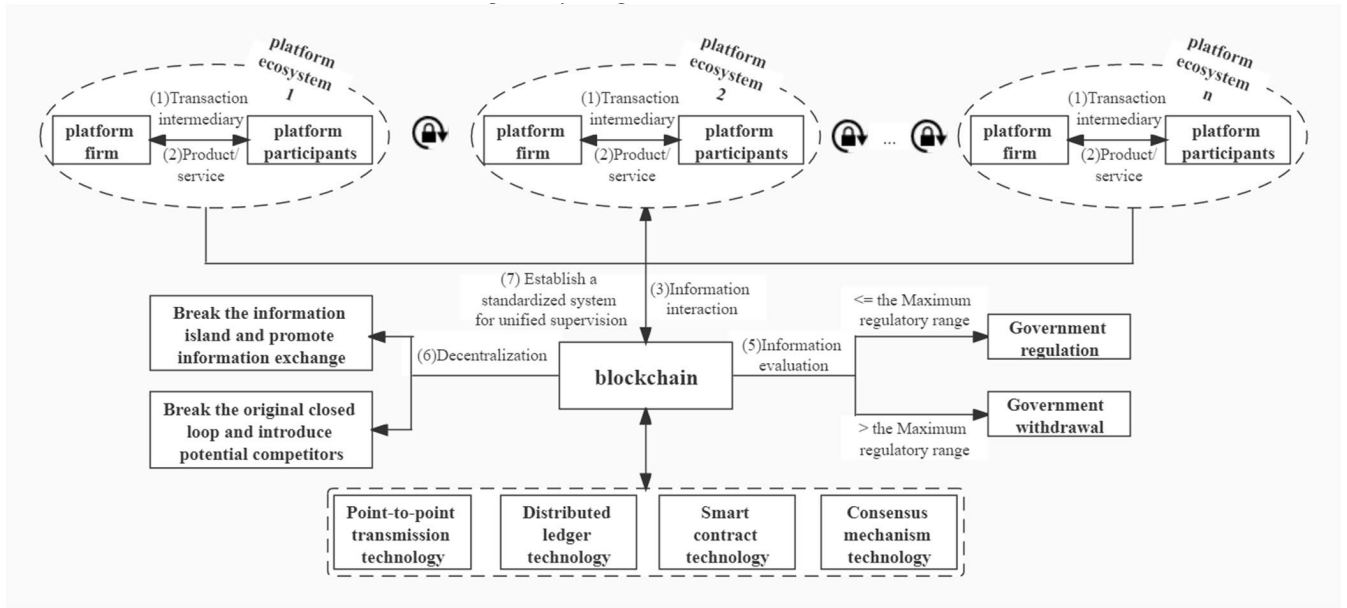 platform
ecosystem
1
(1)Transaction
intermediary
platform
firm
platform
participants
(2)Product/
service
platform
ecosystem
2
(1)Transaction
intermediary
platform
firm
platform
participants
(2)Product/
service
...
platform
ecosystem
n
(1)Transaction
intermediary
platform
firm
platform
participants
(2)Product/
service
(7) Establish a
standardized system
for unified supervision
(3)Information
interaction
Break the information
island and promote
information exchange
Break the original closed
loop and introduce
potential competitors
(6)Decentralization
blockchain
(5)Information
evaluation
<= the Maximum
regulatory range
Government
regulation
> the Maximum
regulatory range
Government
withdrawal
Point-to-point
transmission
technology
Distributed
ledger
technology
Smart
contract
technology
Consensus
mechanism
technology